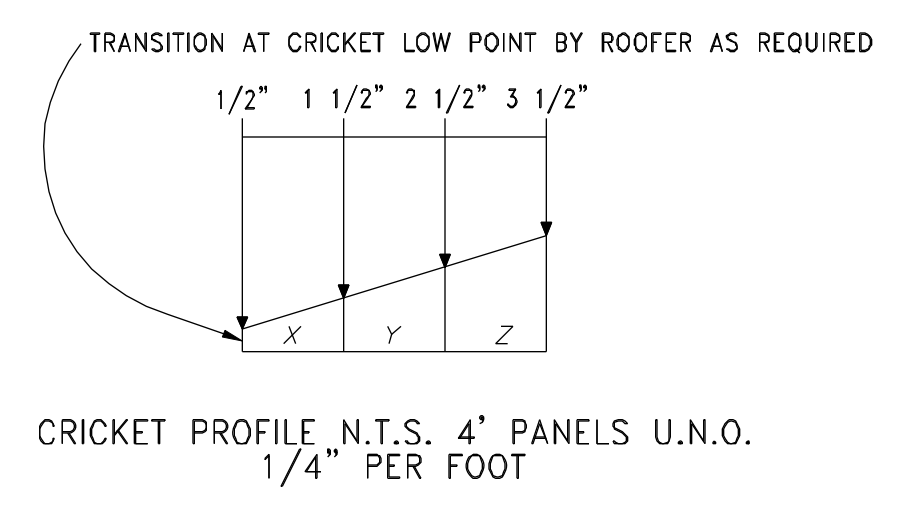 TRANSITION AT CRICKET LOW POINT BY ROOFER AS REQUIRED
1/2" 1 1/2" 2 1/2" 3 1/2"
X Y Z
CRICKET PROFILE N.T.S. 4' PANELS U.N.O.
1/4" PER FOOT